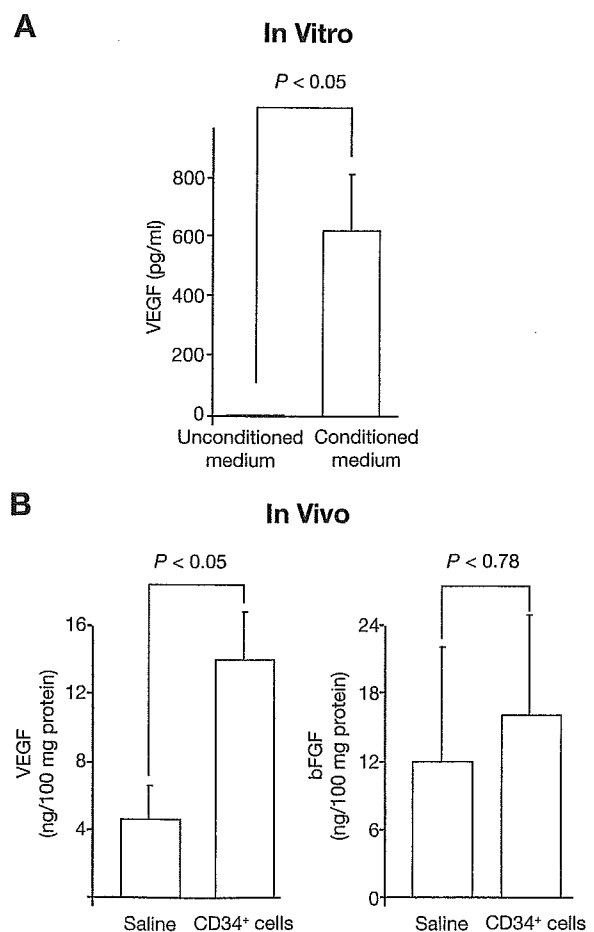 A
In Vitro
P < 0.05
VEGF (pg/ml)
800
600
400
200
0
Unconditioned medium
Conditioned medium
B
In Vivo
P < 0.05
VEGF
(ng/100 mg protein)
16
12
8
4
Saline
CD34⁺ cells
P < 0.78
bFGF
(ng/100 mg protein)
24
18
12
6
0
Saline
CD34⁺ cells